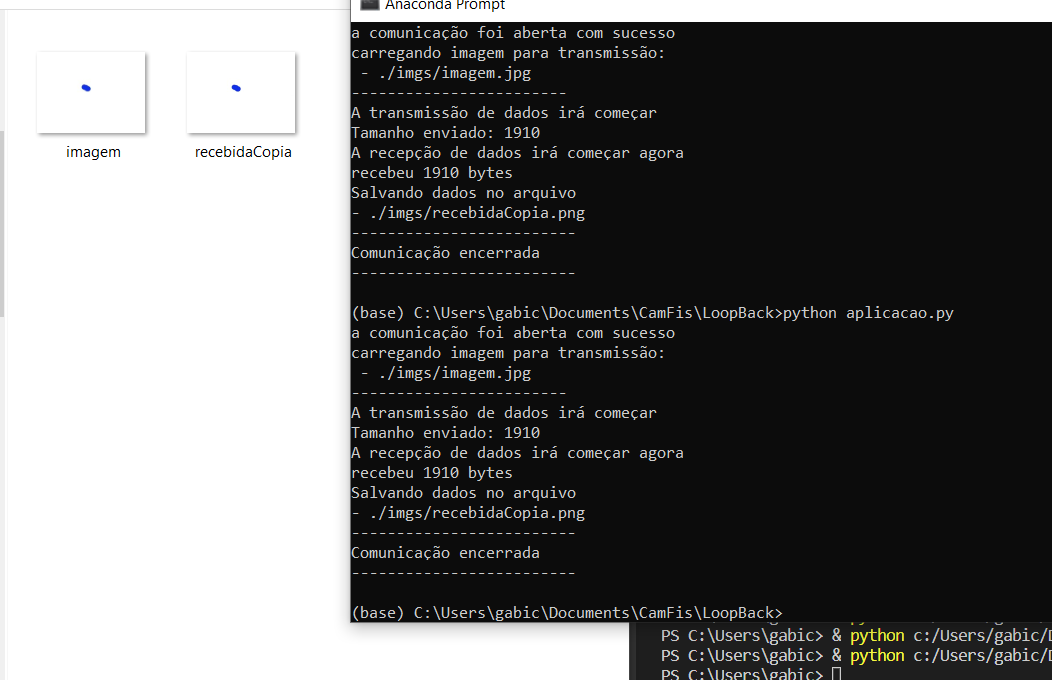 Anaconda Prompt
imagem
recebidaCopia
a comunicação foi aberta com sucesso
carregando imagem para transmissão:
- ./imgs/imagem.jpg
------------------------
A transmissão de dados irá começar
Tamanho enviado: 1910
A recepção de dados irá começar agora
recebeu 1910 bytes
Salvando dados no arquivo
- ./imgs/recebidaCopia.png
-------------------------
Comunicação encerrada
-------------------------
(base) C:\Users\gabic\Documents\CamFis\LoopBack>python aplicacao.py
a comunicação foi aberta com sucesso
carregando imagem para transmissão:
- ./imgs/imagem.jpg
------------------------
A transmissão de dados irá começar
Tamanho enviado: 1910
A recepção de dados irá começar agora
recebeu 1910 bytes
Salvando dados no arquivo
- ./imgs/recebidaCopia.png
-------------------------
Comunicação encerrada
-------------------------
(base) C:\Users\gabic\Documents\CamFis\LoopBack>
PS C:\Users\gabic> & python c:/Users/gabic/
PS C:\Users\gabic> & python c:/Users/gabic/
PS C:\Users\gabic>